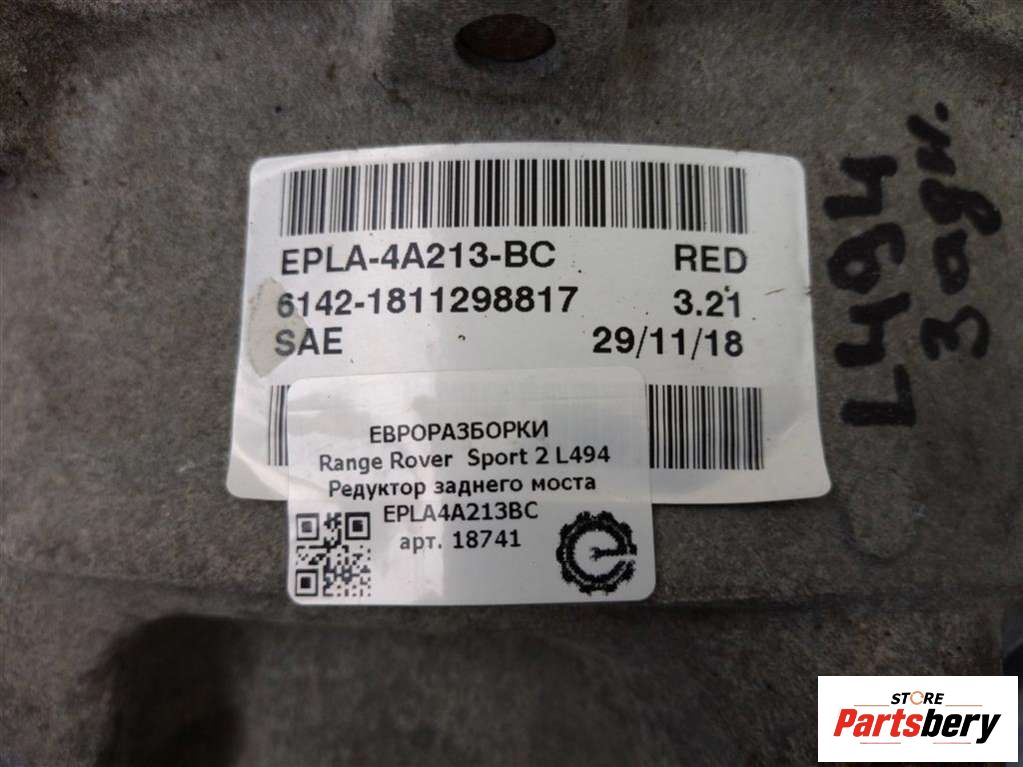 EPLA-4A213-BC RED
6142-1811298817 3.21
SAE 29/11/18
ЕВРОРАЗБОРКИ
Range Rover Sport 2 L494
Редуктор заднего моста
EPLA4A213BC
арт. 18741
L494
Задн.
STORE
Partsbery